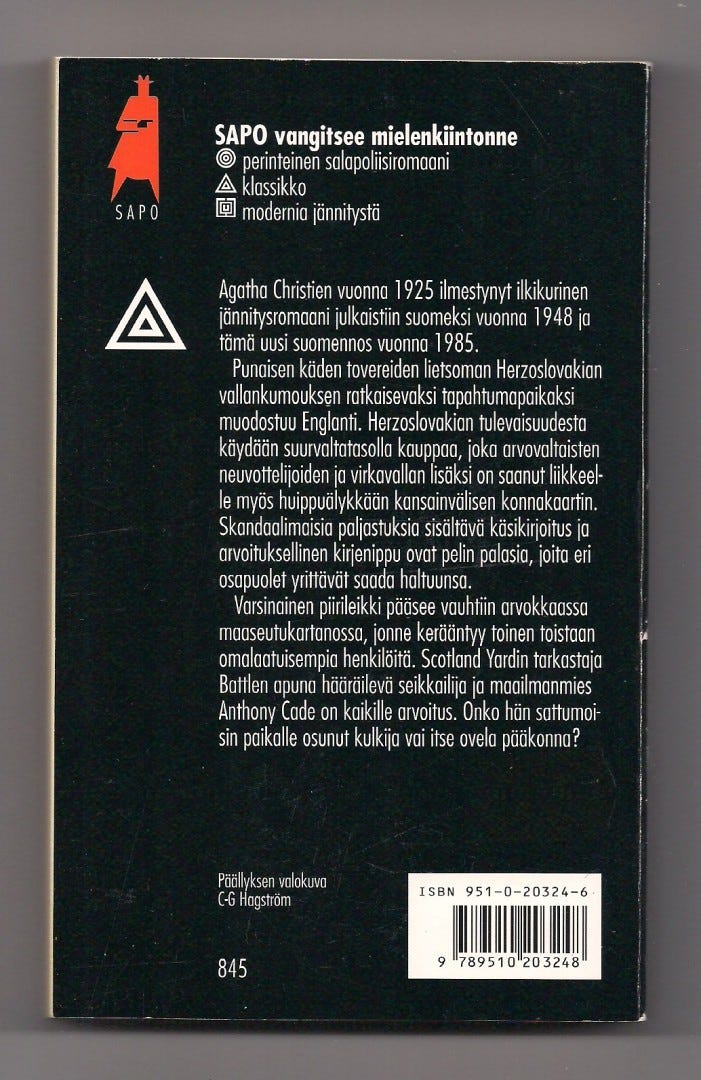 SAPO
SAPO vangitsee mielenkiintonne
perinteinen salapoliisiromaani
klassikko
modernia jännitystä
Agatha Christien vuonna 1925 ilmestynyt ilkikurinen
jännitysromaani julkaistiin suomeksi vuonna 1948 ja
tämä uusi suomennos vuonna 1985.
Punaisen käden tovereiden lietsoman Herzoslovakian
vallankumouksen ratkaisevaksi tapahtumapaikaksi
muodostuu Englanti. Herzoslovakian tulevaisuudesta
käydään suurvaltatasolla kauppaa, joka arvovaltaisten
neuvottelijoiden ja virkavallan lisäksi on saanut liikkeel-
le myös huippuälykkään kansainvälisen konnakaartin.
Skandaalimaisia paljastuksia sisältävä käsikirjoitus ja
arvoituksellinen kirjenippu ovat pelin palasia, joita eri
osapuolet yrittävät saada haltuunsa.
Varsinainen piirileikki pääsee vauhtiin arvokkaassa
maaseutukartanossa, jonne kerääntyy toinen toistaan
omalaatuisempia henkilöitä. Scotland Yardin tarkastaja
Battlen apuna hääräilevä seikkailija ja maailmanmies
Anthony Cade on kaikille arvoitus. Onko hän sattumoi-
sin paikalle osunut kulkija vai itse ovela pääkonna?
Päällyksen valokuva
C-G Hagström
845
ISBN 951-0-20324-6
9 789510 203248